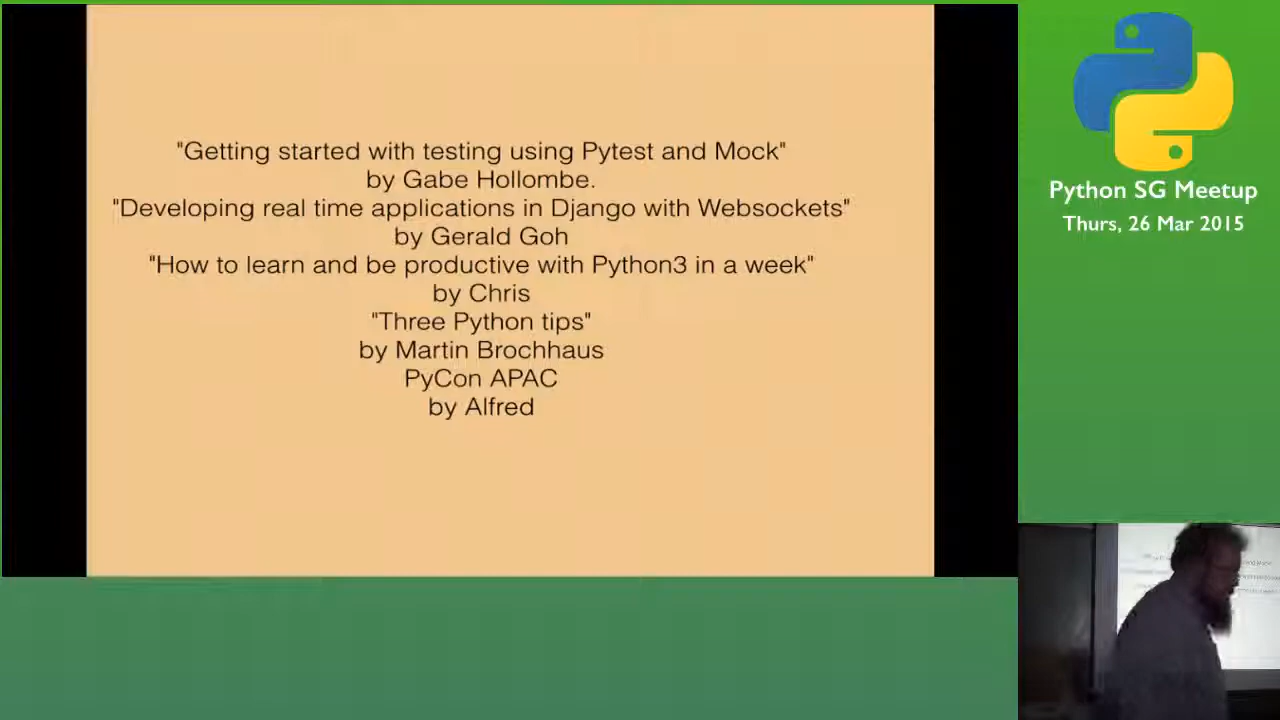 "Getting started with testing using Pytest and Mock"
by Gabe Hollombe.
"Developing real time applications in Django with Websockets"
by Gerald Goh
"How to learn and be productive with Python3 in a week"
by Chris
"Three Python tips"
by Martin Brochhaus
PyCon APAC
by Alfred
Python SG Meetup
Thurs, 26 Mar 2015